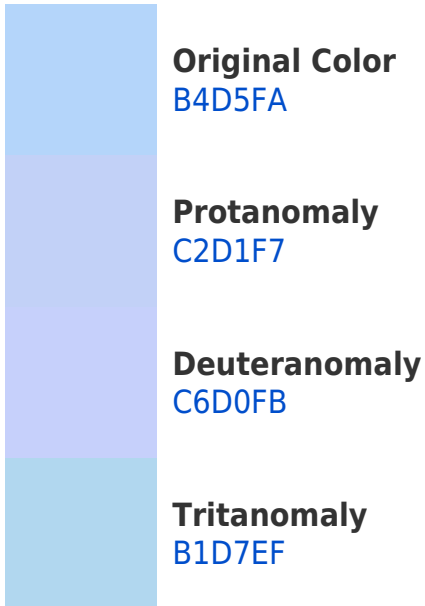 Original Color
B4D5FA
Protanomaly
C2D1F7
Deuteranomaly
C6D0FB
Tritanomaly
B1D7EF